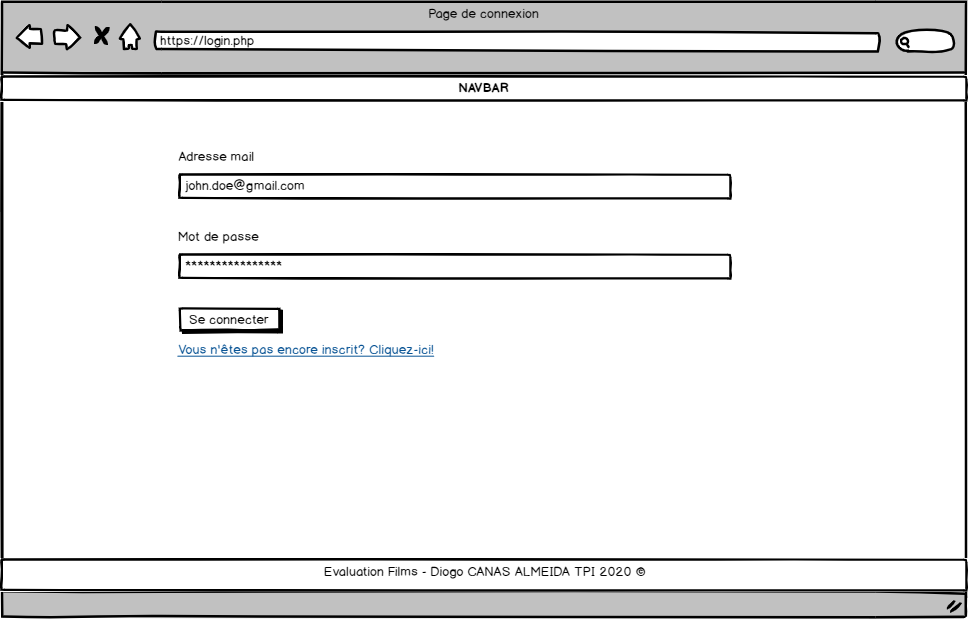 Page de connexion
https://login.php
NAVBAR
Adresse mail
john.doe@gmail.com
Mot de passe
****************
Se connecter
Vous n'êtes pas encore inscrit? Cliquez-ici!
Evaluation Films - Diogo CANAS ALMEIDA TPI 2020 ©